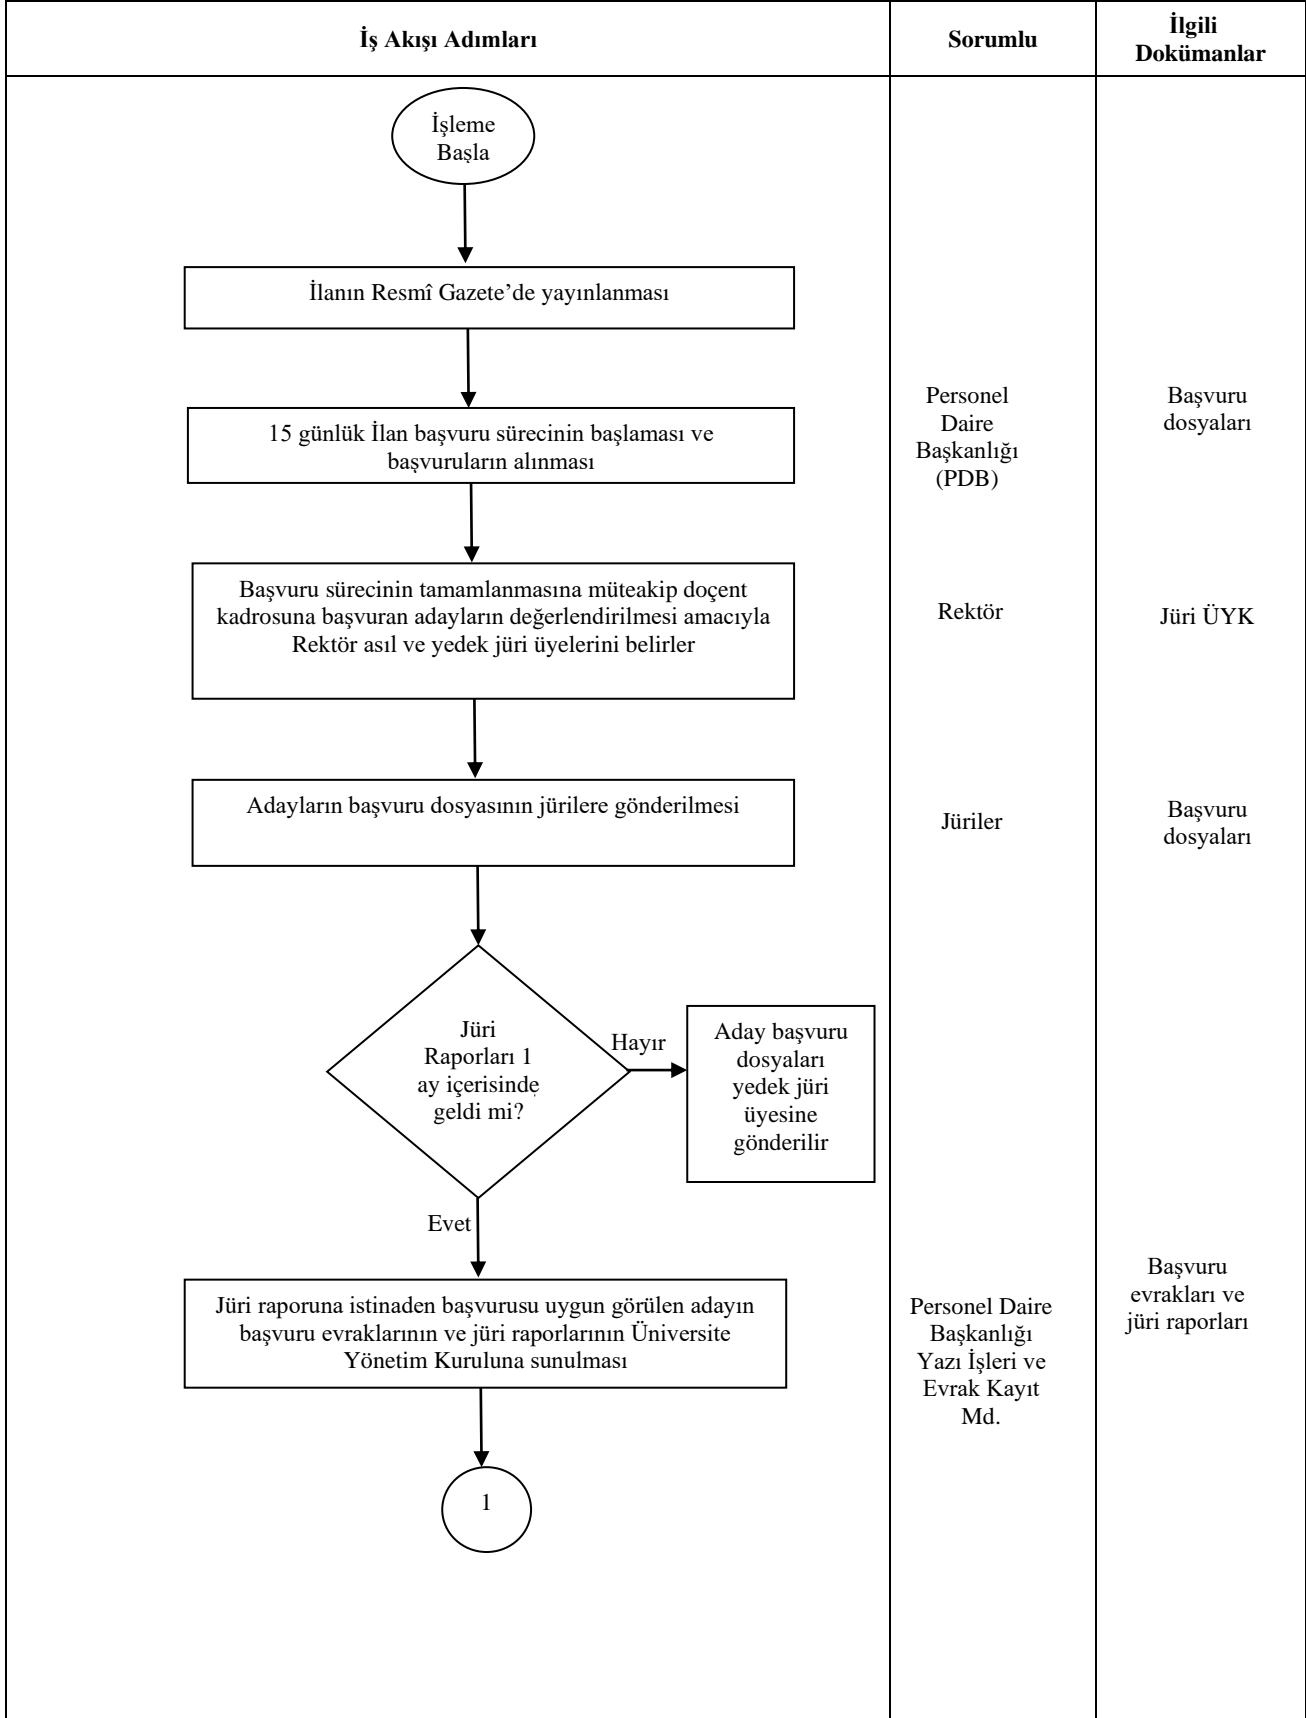 İş Akışı Adımları
Sorumlu
İlgili
Dokümanlar
İşleme
Başla
İlanın Resmî Gazete’de yayınlanması
15 günlük İlan başvuru sürecinin başlaması ve
başvuruların alınması
Personel
Daire
Başkanlığı
(PDB)
Başvuru
dosyaları
Başvuru sürecinin tamamlanmasına müteakip doçent
kadrosuna başvuran adayların değerlendirilmesi amacıyla
Rektör asıl ve yedek jüri üyelerini belirler
Rektör
Jüri ÜYK
Adayların başvuru dosyasının jürilere gönderilmesi
Jüriler
Başvuru
dosyaları
Jüri
Raporları 1
ay içerisinde
geldi mi?
Hayır
Aday başvuru
dosyaları
yedek jüri
üyesine
gönderilir
Evet
Jüri raporuna istinaden başvurusu uygun görülen adayın
başvuru evraklarının ve jüri raporlarının Üniversite
Yönetim Kuruluna sunulması
Personel Daire
Başkanlığı
Yazı İşleri ve
Evrak Kayıt
Md.
Başvuru
evrakları ve
jüri raporları
1